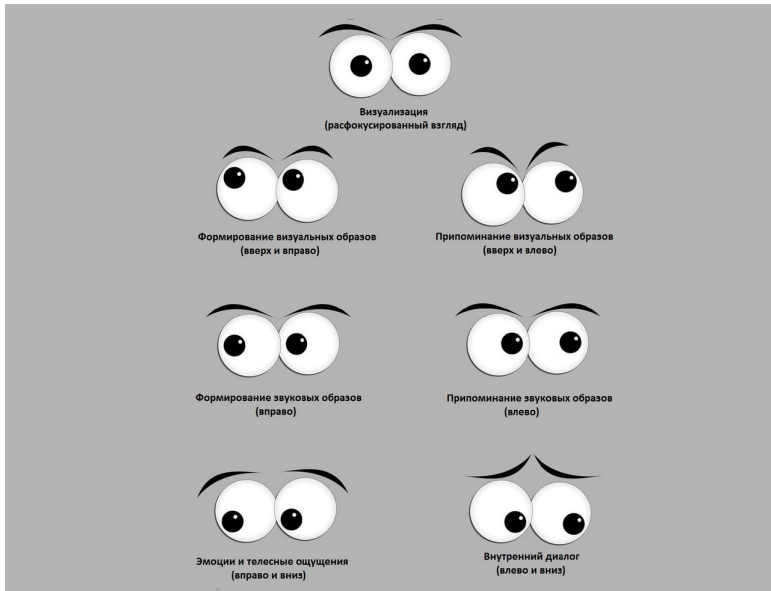 Визуализация
(расфокусированный взгляд)
Формирование визуальных образов
(вверх и вправо)
Припоминание визуальных образов
(вверх и влево)
Формирование звуковых образов
(вправо)
Припоминание звуковых образов
(влево)
Эмоции и телесные ощущения
(вправо и вниз)
Внутренний диалог
(влево и вниз)